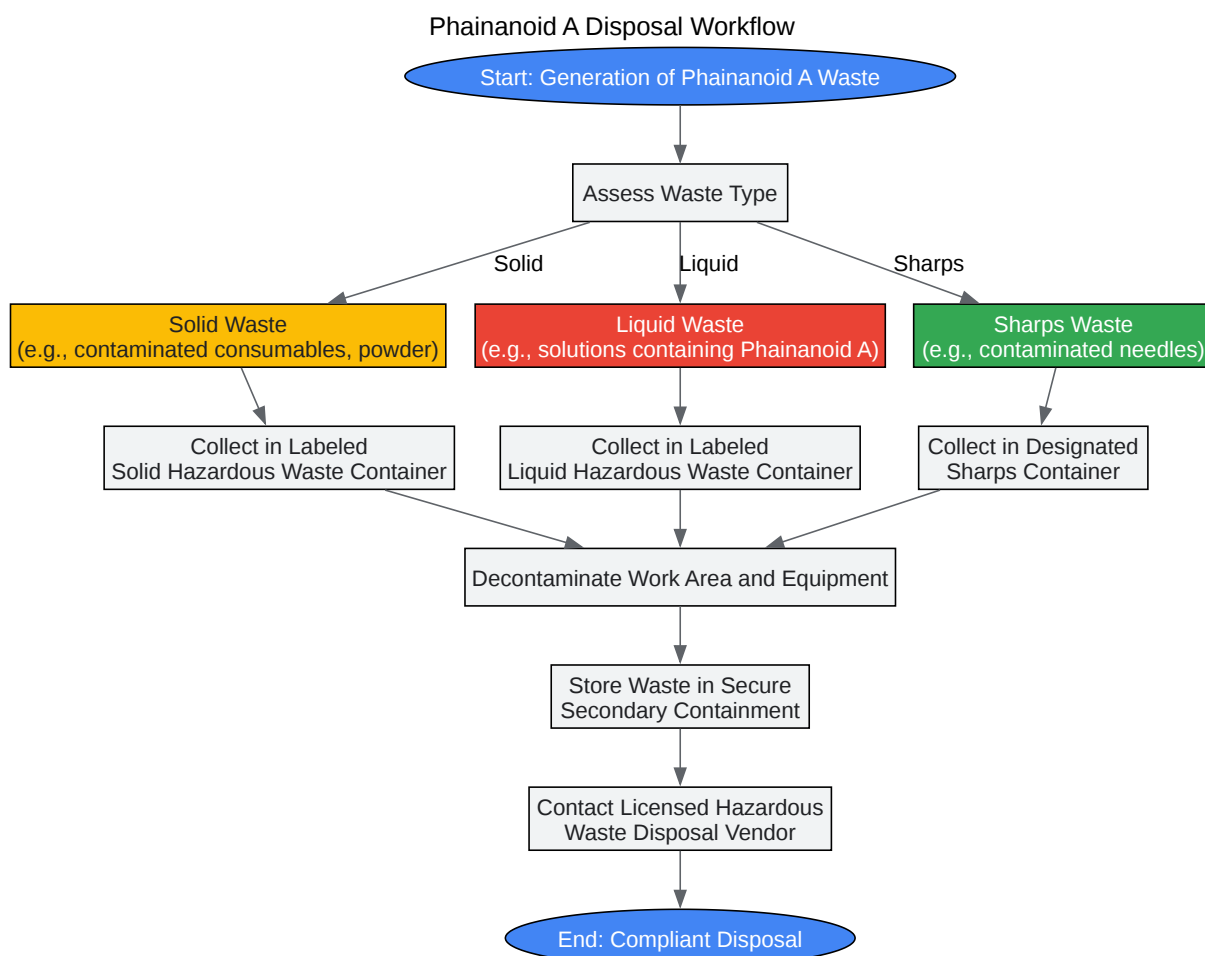 Phainanoid A Disposal Workflow
Start: Generation of Phainanoid A Waste
Assess Waste Type
Solid
Liquid
Sharps
Solid Waste
(e.g., contaminated consumables, powder)
Liquid Waste
(e.g., solutions containing Phainanoid A)
Sharps Waste
(e.g., contaminated needles)
Collect in Labeled
Solid Hazardous Waste Container
Collect in Labeled
Liquid Hazardous Waste Container
Collect in Designated
Sharps Container
Decontaminate Work Area and Equipment
Store Waste in Secure
Secondary Containment
Contact Licensed Hazardous
Waste Disposal Vendor
End: Compliant Disposal